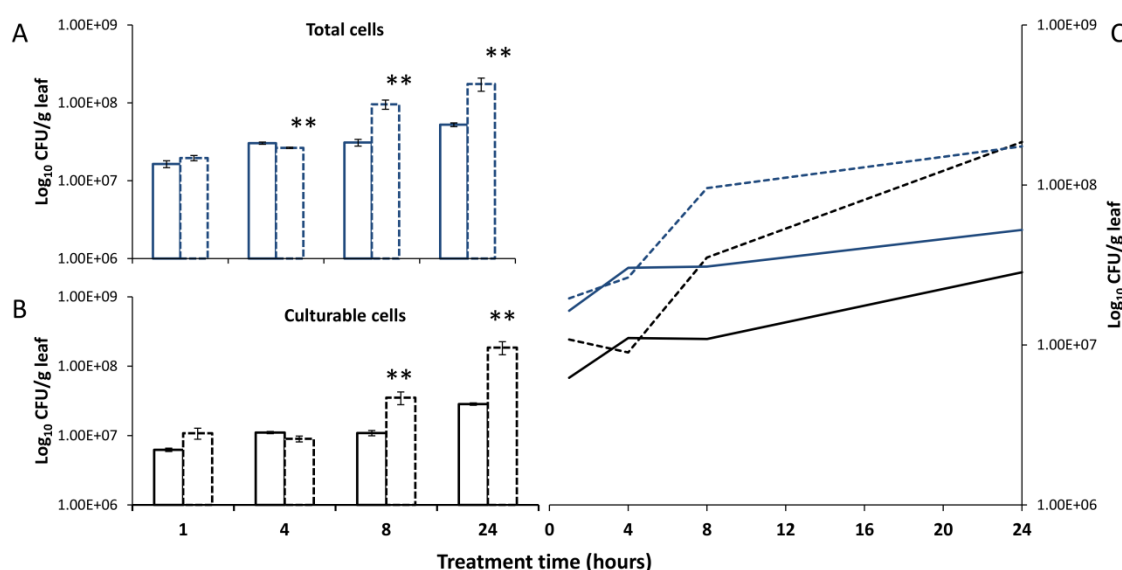 A
Total cells
1.00E+09
1.00E+08
1.00E+07
1.00E+06
Log10 CFU/g leaf
**
**
**
B
Culturable cells
1.00E+09
1.00E+08
1.00E+07
1.00E+06
Log10 CFU/g leaf
**
**
1 4 8 24
C
1.00E+09
1.00E+08
1.00E+07
1.00E+06
Log10 CFU/g leaf
0 4 8 12 16 20 24
Treatment time (hours)